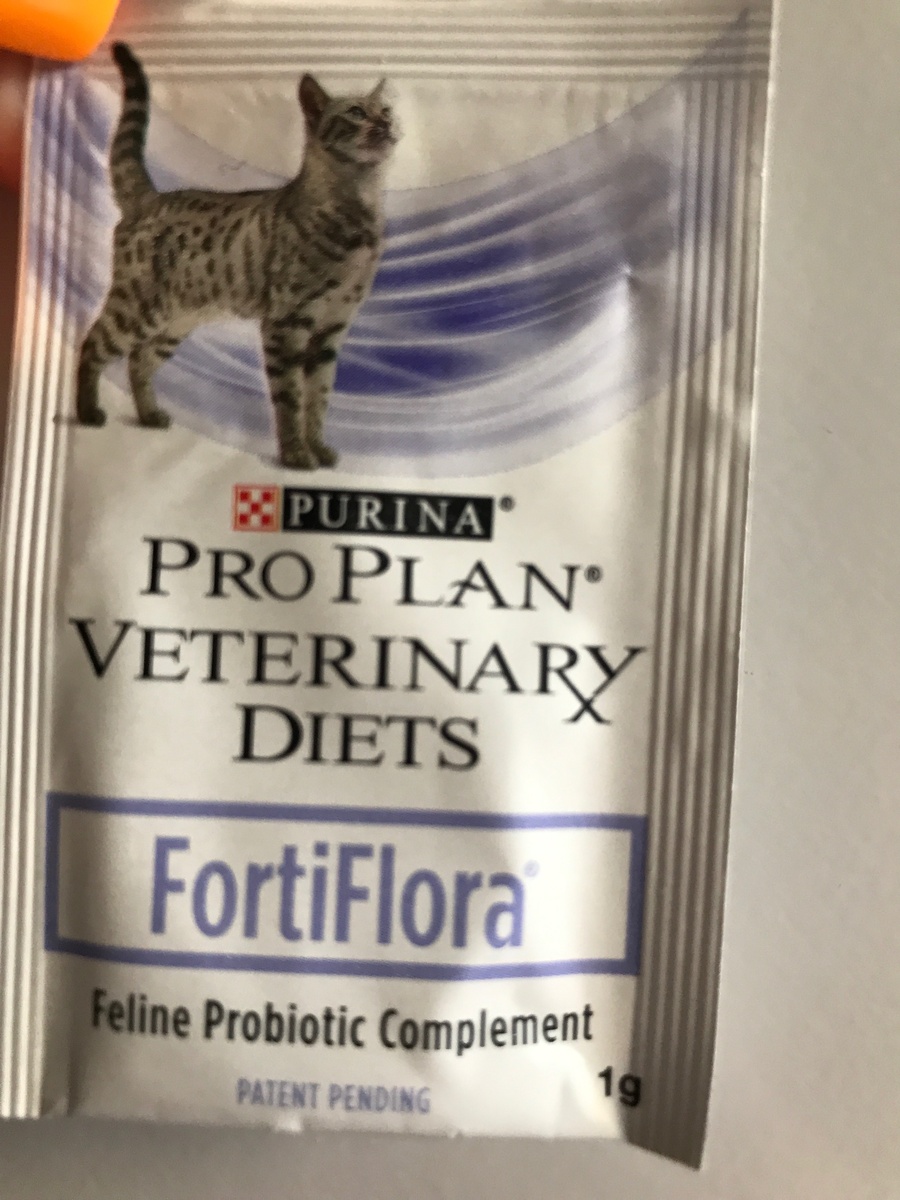 PURINA®
PRO PLAN®
VETERINARY
DIETS
FortiFlora®
Feline Probiotic Complement
1g
PATENT PENDING